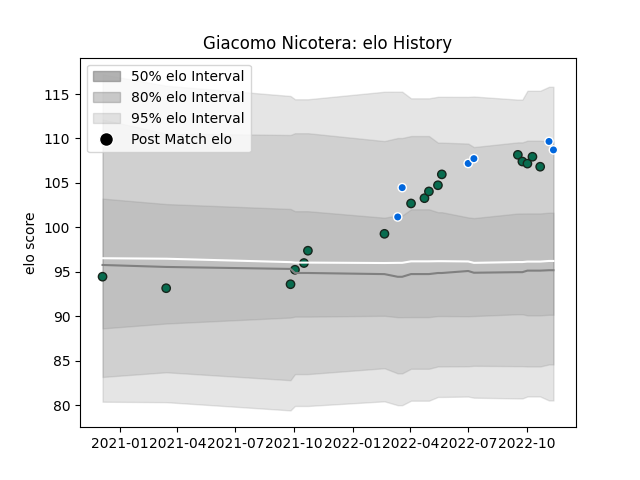 Giacomo Nicotera: elo History
50% elo Interval
80% elo Interval
95% elo Interval
Post Match elo
elo score
115
110
105
100
95
90
85
80
2021-01 2021-04 2021-07 2021-10 2022-01 2022-04 2022-07 2022-10